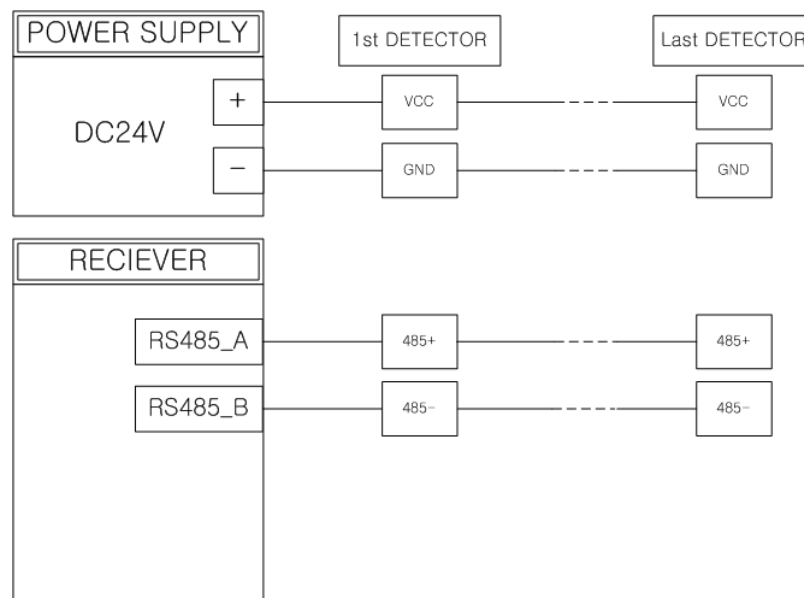 POWER SUPPLY
1st DETECTOR
Last DETECTOR
DC24V
+
VCC
VCC
−
GND
GND
RECIEVER
RS485_A
485+
485+
RS485_B
485−
485−